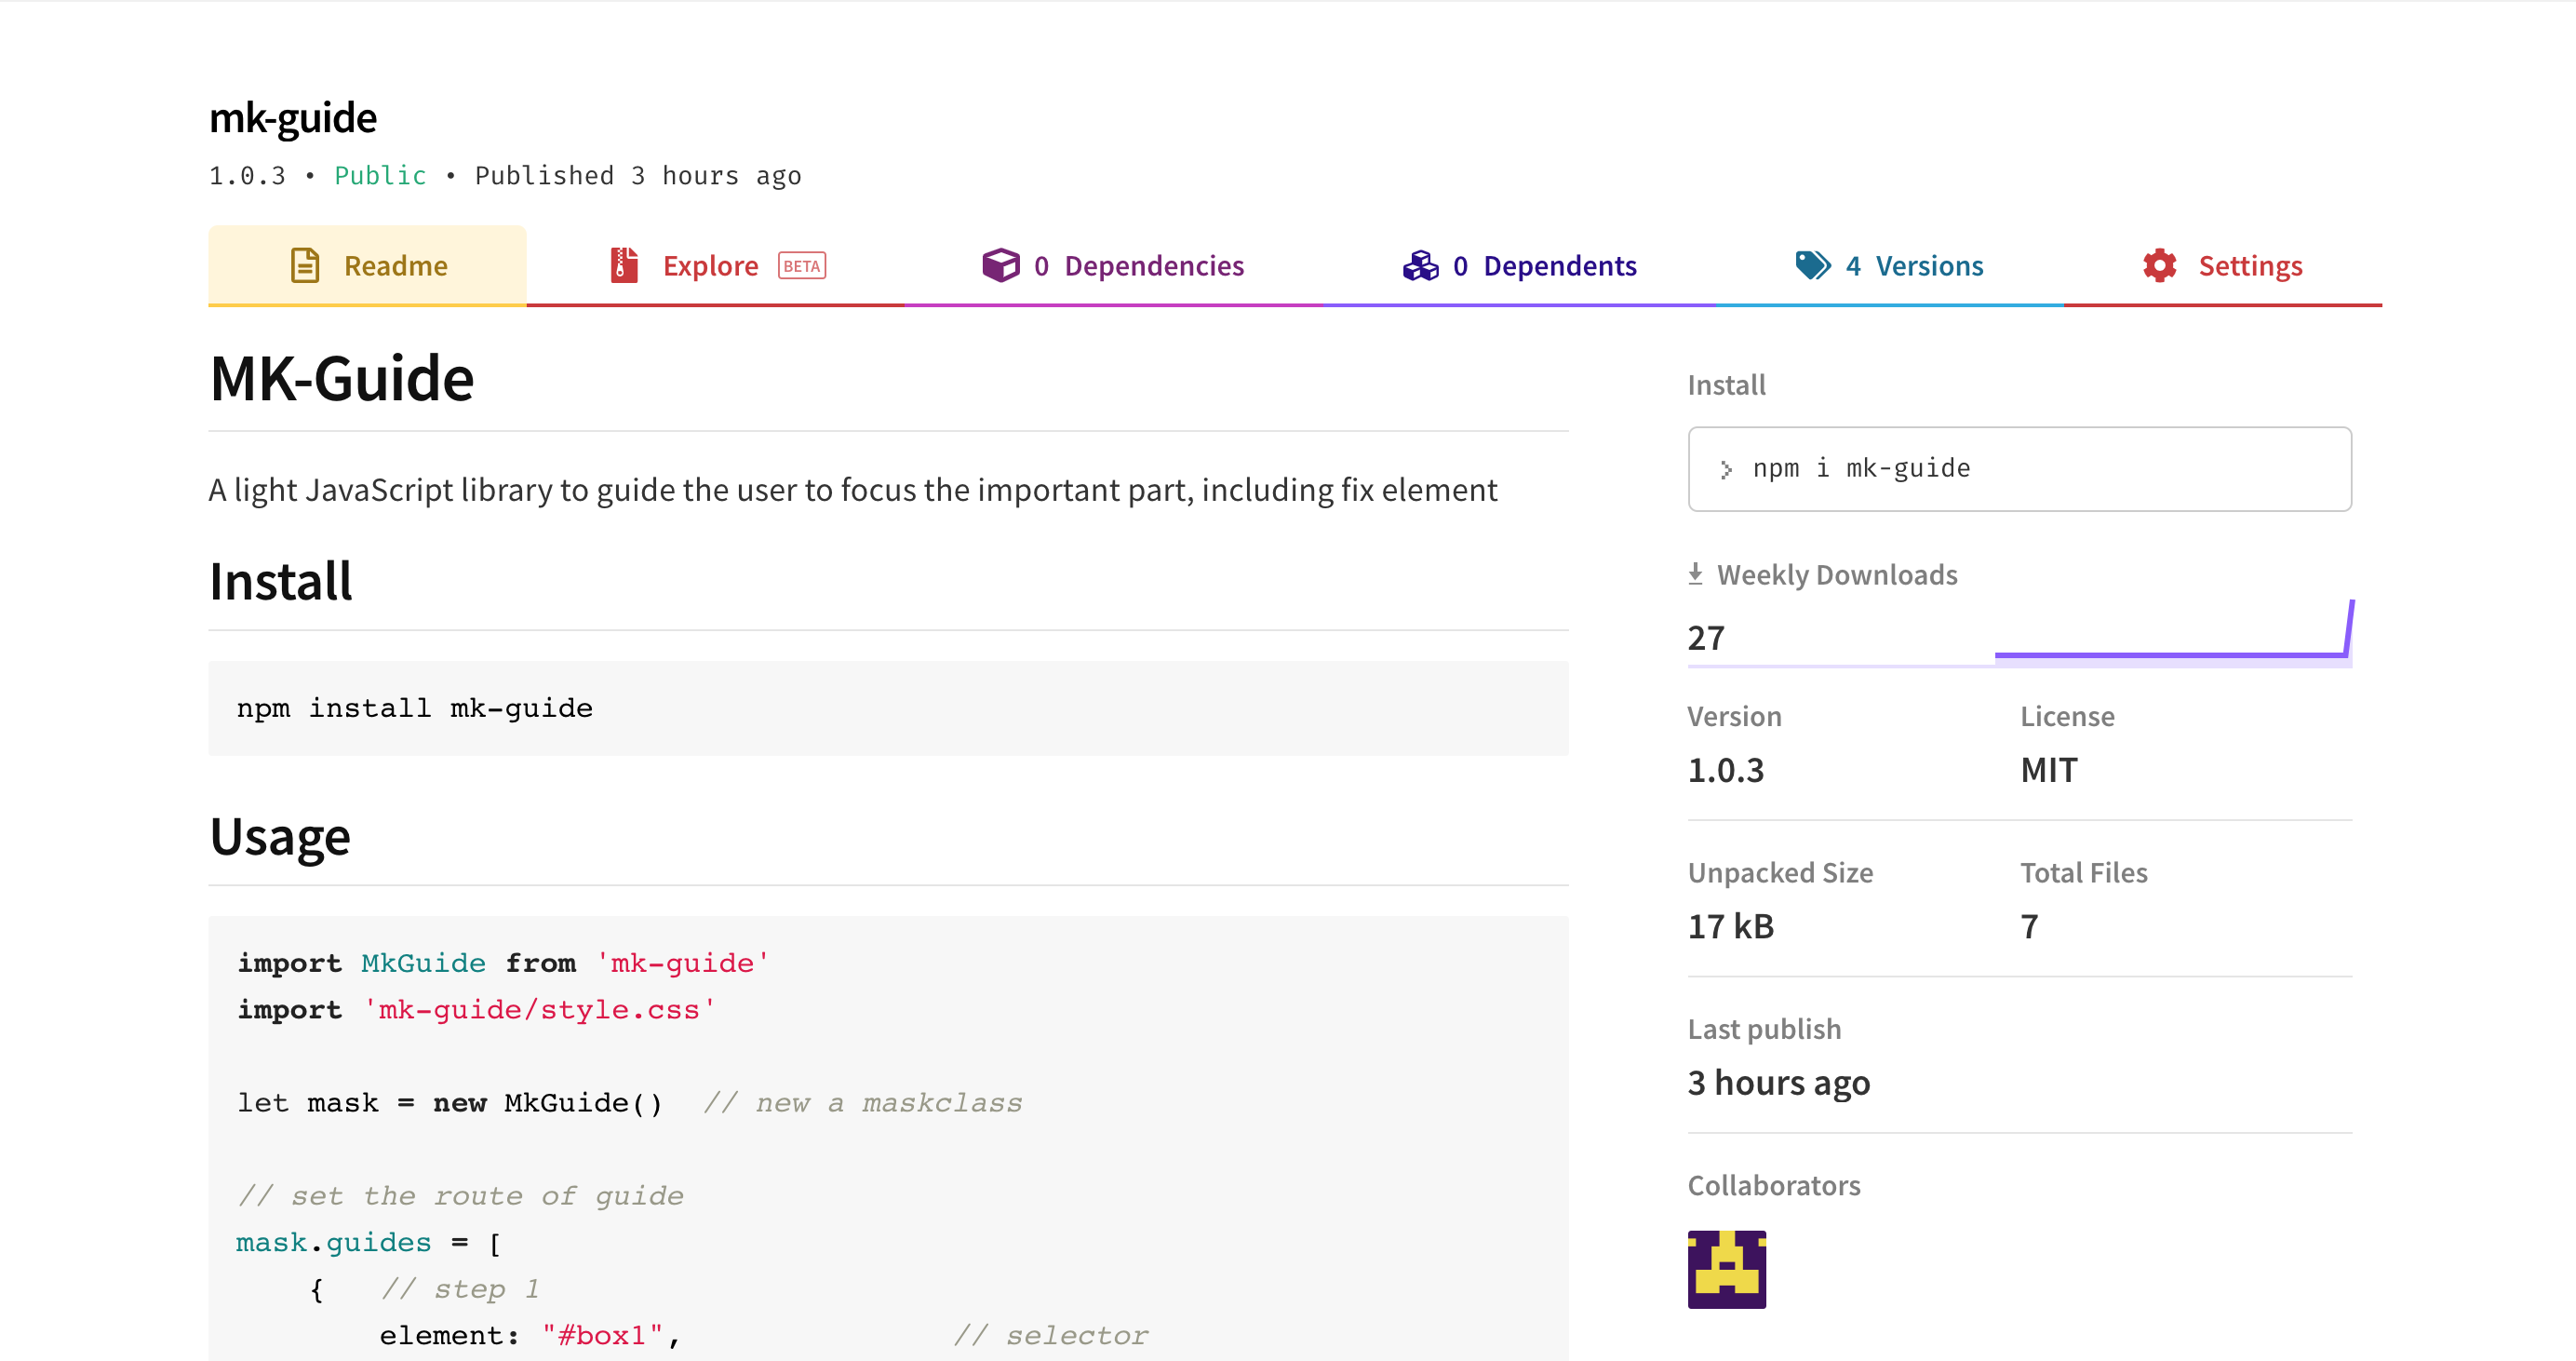 mk-guide
1.0.3 • Public • Published 3 hours ago
Readme
Explore BETA
0 Dependencies
0 Dependents
4 Versions
Settings
MK-Guide
A light JavaScript library to guide the user to focus the important part, including fix element
Install
npm install mk-guide
Usage
import MkGuide from 'mk-guide'
import 'mk-guide/style.css'
let mask = new MkGuide()  // new a maskclass
// set the route of guide
mask.guides = [
{   // step 1
element: "#box1",               // selector
Install
npm i mk-guide
Weekly Downloads
27
Version
License
1.0.3
MIT
Unpacked Size
Total Files
17 kB
7
Last publish
3 hours ago
Collaborators